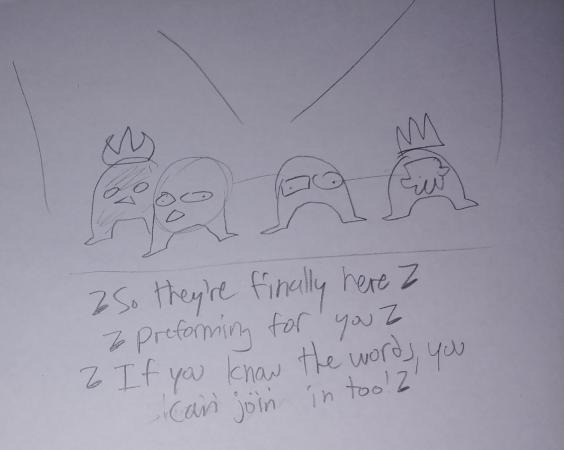 Z So they're finally here Z
Z preforming for you Z
Z If you know the words, you
can join in too! Z